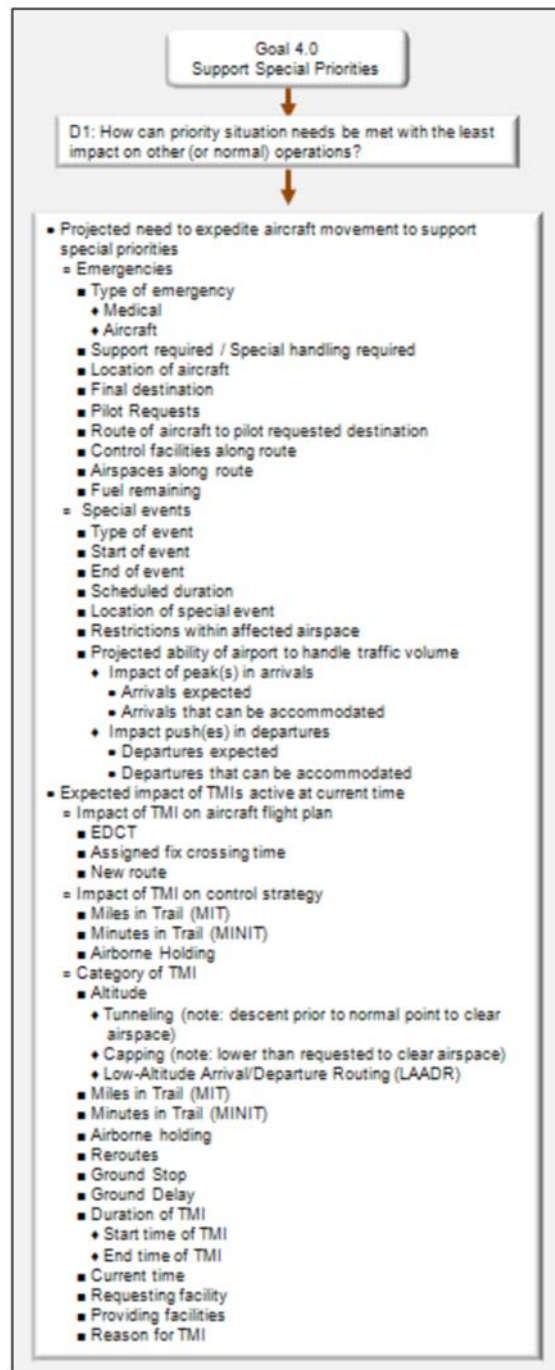 Goal 4.0
Support Special Priorities
D1: How can priority situation needs be met with the least
impact on other (or normal) operations?
• Projected need to expedite aircraft movement to support
special priorities
▫ Emergencies
▪ Type of emergency
♦ Medical
♦ Aircraft
▪ Support required / Special handling required
▪ Location of aircraft
▪ Final destination
▪ Pilot Requests
▪ Route of aircraft to pilot requested destination
▪ Control facilities along route
▪ Airspaces along route
▪ Fuel remaining
▫ Special events
▪ Type of event
▪ Start of event
▪ End of event
▪ Scheduled duration
▪ Location of special event
▪ Restrictions within affected airspace
▪ Projected ability of airport to handle traffic volume
♦ Impact of peak(s) in arrivals
• Arrivals expected
• Arrivals that can be accommodated
♦ Impact push(es) in departures
• Departures expected
• Departures that can be accommodated
• Expected impact of TMIs active at current time
▫ Impact of TMI on aircraft flight plan
▪ EDCT
▪ Assigned fix crossing time
▪ New route
▫ Impact of TMI on control strategy
▪ Miles in Trail (MIT)
▪ Minutes in Trail (MINIT)
▪ Airborne Holding
▫ Category of TMI
▪ Altitude
♦ Tunneling (note: descent prior to normal point to clear
airspace)
♦ Capping (note: lower than requested to clear airspace)
♦ Low-Altitude Arrival/Departure Routing (LAADR)
▪ Miles in Trail (MIT)
▪ Minutes in Trail (MINIT)
▪ Airborne holding
▪ Reroutes
▪ Ground Stop
▪ Ground Delay
▪ Duration of TMI
♦ Start time of TMI
♦ End time of TMI
▪ Current time
▪ Requesting facility
▪ Providing facilities
▪ Reason for TMI